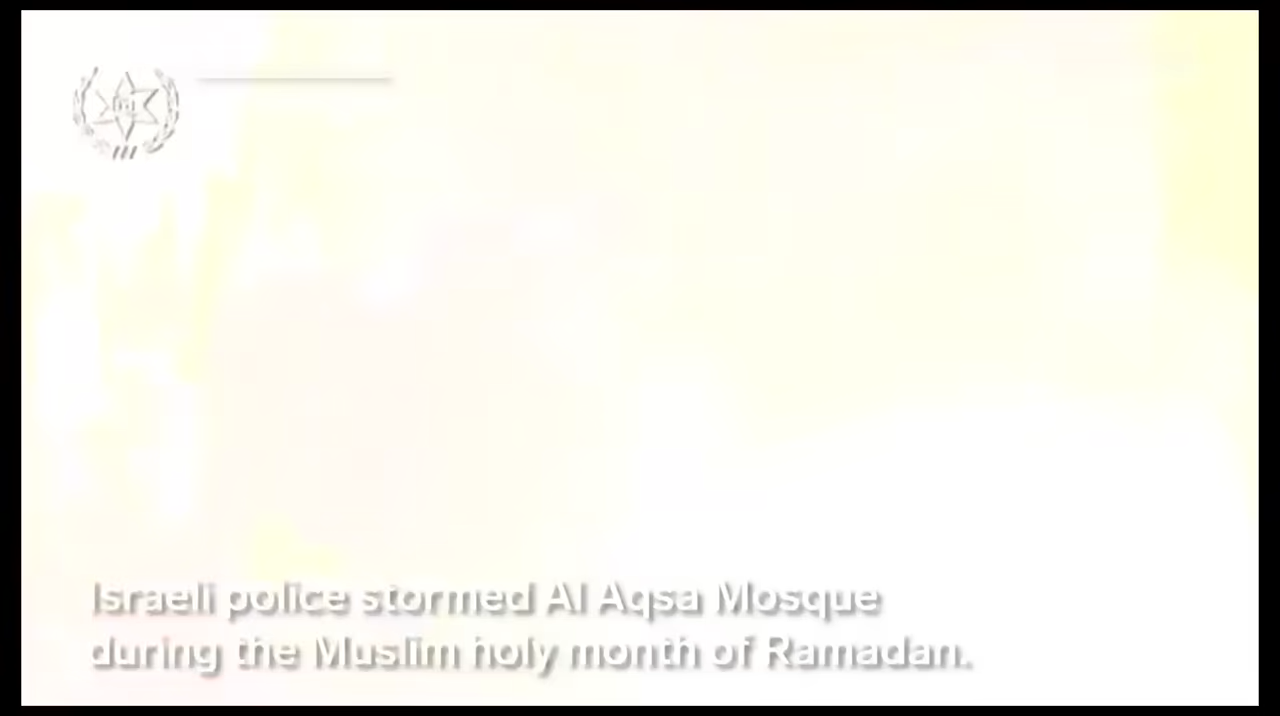 Israeli police stormed Al Aqsa Mosque
during the Muslim holy month of Ramadan.